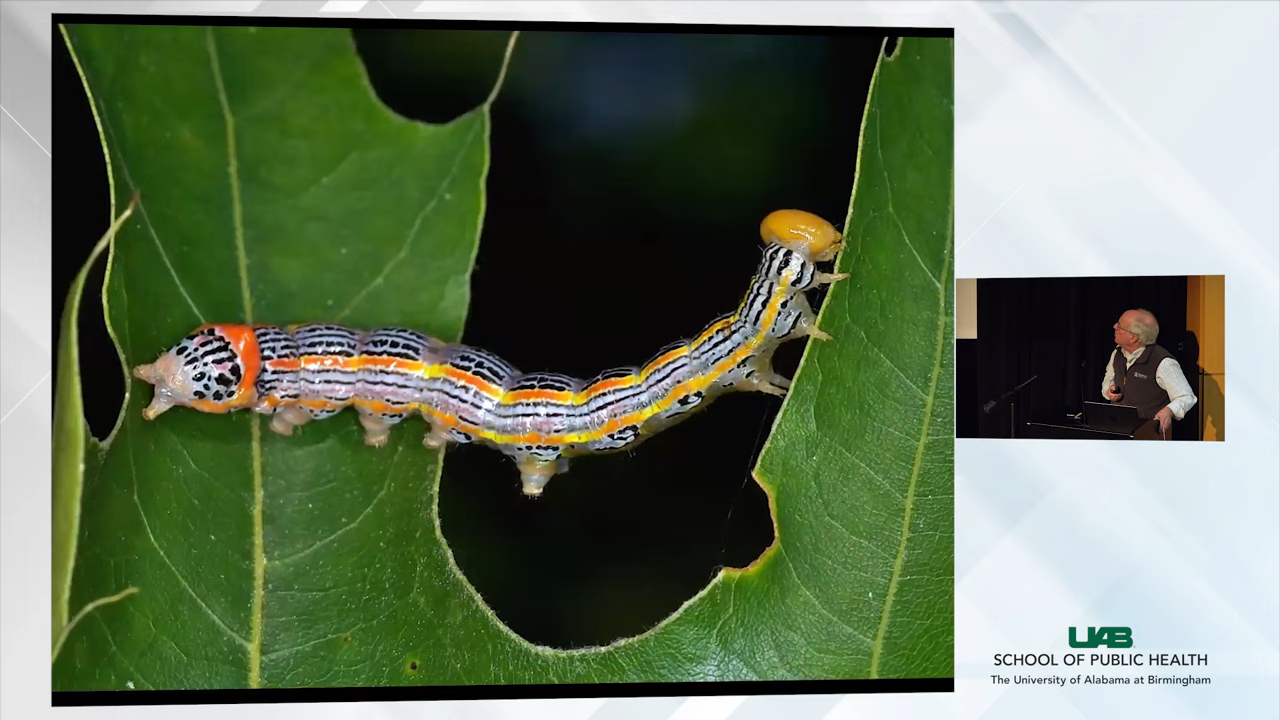 UAB
SCHOOL OF PUBLIC HEALTH
The University of Alabama at Birmingham